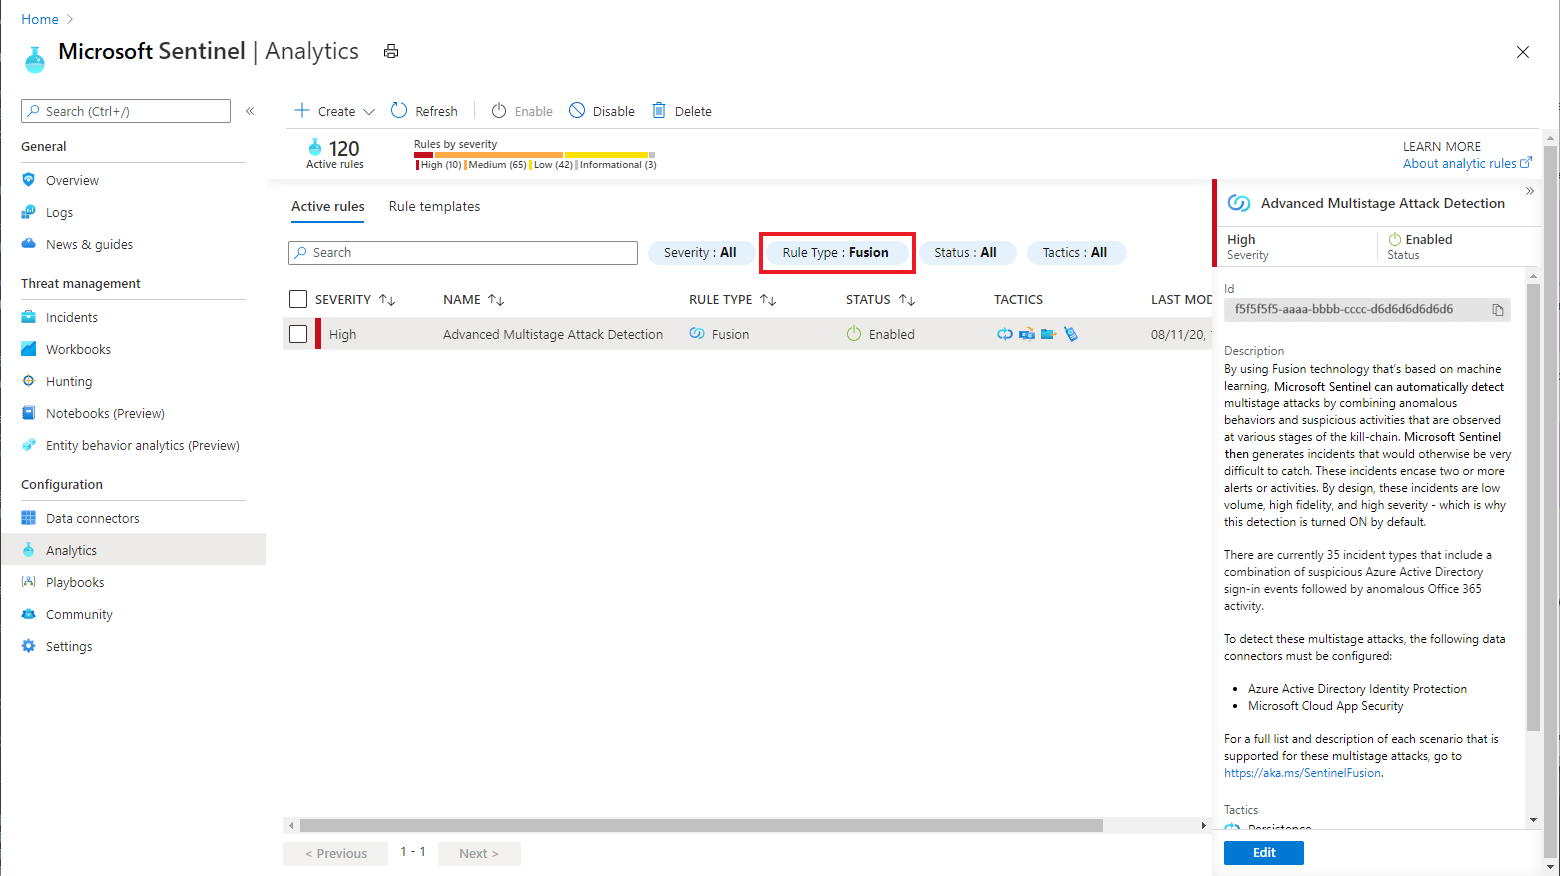 Home
Microsoft Sentinel | Analytics
Search (Ctrl+/)
«
Create
Refresh
Enable
Disable
Delete
General
Overview
Logs
News & guides
Threat management
Incidents
Workbooks
Hunting
Notebooks (Preview)
Entity behavior analytics (Preview)
Configuration
Data connectors
Analytics
Playbooks
Community
Settings
120
Active rules
Rules by severity
High (10) Medium (65) Low (42) Informational (3)
LEARN MORE
About analytic rules
Active rules
Rule templates
Search
Severity : All
Rule Type : Fusion
Status : All
Tactics : All
SEVERITY
NAME
RULE TYPE
STATUS
TACTICS
LAST MOD
High
Advanced Multistage Attack Detection
Fusion
Enabled
08/11/20,
< Previous
1 - 1
Next >
»
Advanced Multistage Attack Detection
High
Severity
Enabled
Status
Id
f5f5f5f5-aaaa-bbbb-cccc-d6d6d6d6d6d6
Description
By using Fusion technology that's based on machine
learning, Microsoft Sentinel can automatically detect
multistage attacks by combining anomalous
behaviors and suspicious activities that are observed
at various stages of the kill-chain. Microsoft Sentinel
then generates incidents that would otherwise be very
difficult to catch. These incidents encase two or more
alerts or activities. By design, these incidents are low
volume, high fidelity, and high severity - which is why
this detection is turned ON by default.
There are currently 35 incident types that include a
combination of suspicious Azure Active Directory
sign-in events followed by anomalous Office 365
activity.
To detect these multistage attacks, the following data
connectors must be configured:
• Azure Active Directory Identity Protection
• Microsoft Cloud App Security
For a full list and description of each scenario that is
supported for these multistage attacks, go to
https://aka.ms/SentinelFusion.
Tactics
Persistence
Edit